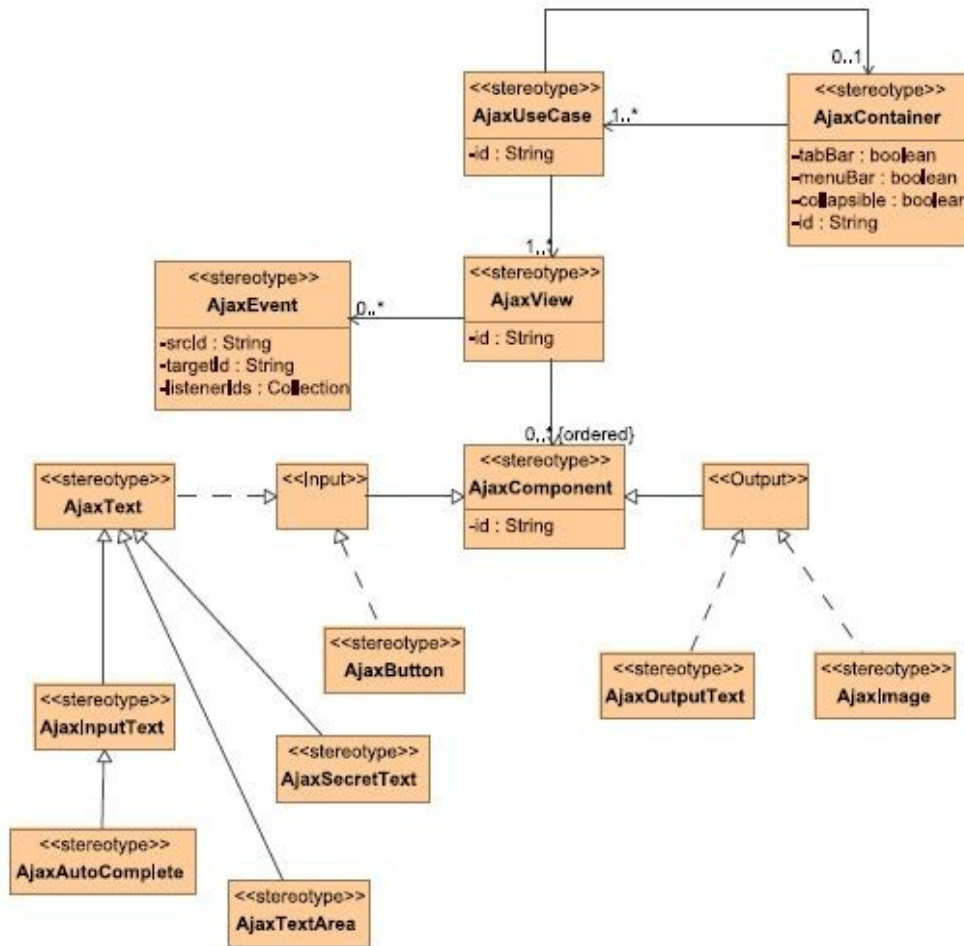 0..1
<<stereotype>>
AjaxUseCase
-id : String
1..*
<<stereotype>>
AjaxContainer
-tabBar : boolean
-menuBar : boolean
-collapsible : boolean
-id : String
1..*
<<stereotype>>
AjaxEvent
-srcId : String
-targetId : String
-listenerIds : Collection
0..*
<<stereotype>>
AjaxView
-id : String
0..* {ordered}
<<stereotype>>
AjaxText
<<Input>>
<<stereotype>>
AjaxComponent
-id : String
<<Output>>
<<stereotype>>
AjaxButton
<<stereotype>>
AjaxOutputText
<<stereotype>>
AjaxImage
<<stereotype>>
AjaxInputText
<<stereotype>>
AjaxSecretText
<<stereotype>>
AjaxAutoComplete
<<stereotype>>
AjaxTextArea